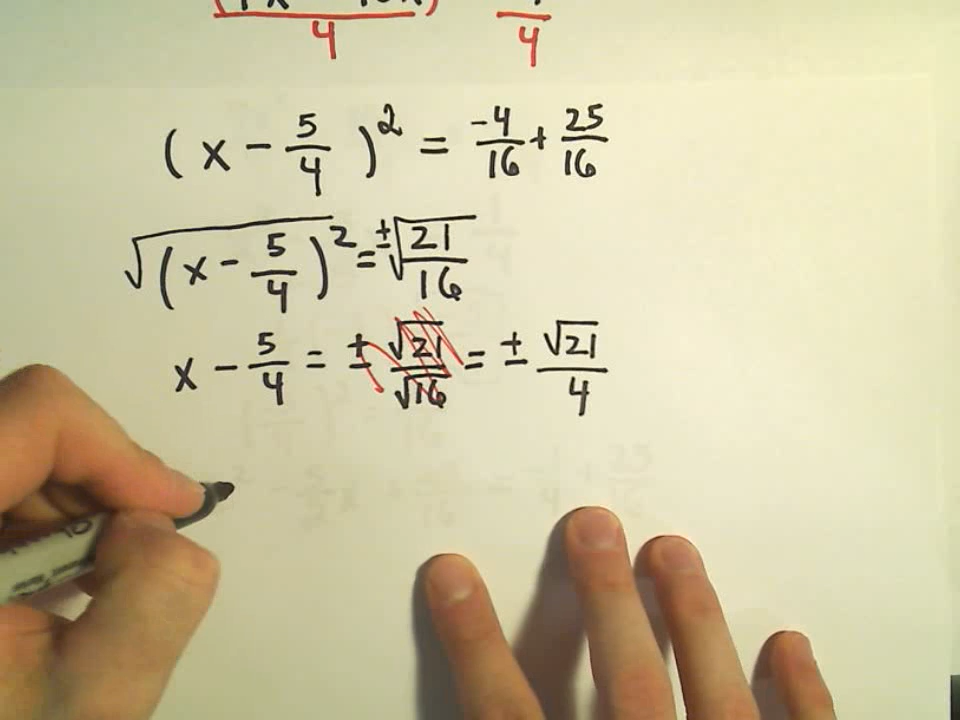 4 4
(x - 5/4)² = -4/16 + 25/16
√(x - 5/4)² = ±√21/16
x - 5/4 = ± √21/√16 = ± √21/4